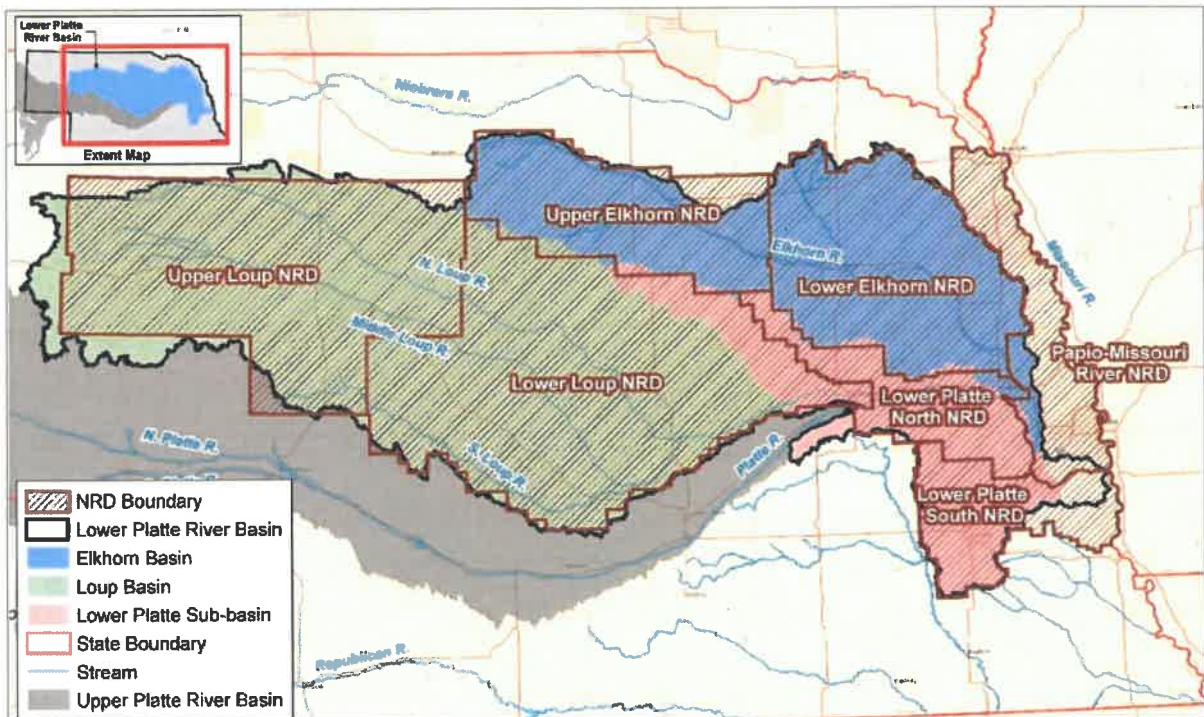 Lower Platte
River Basin
Extent Map
Niobrara R.
Upper Elkhorn NRD
Elkhorn R.
Lower Elkhorn NRD
Missouri R.
Upper Loup NRD
N. Loup R.
Middle Loup R.
Lower Loup NRD
Papio-Missouri
River NRD
Lower Platte
North NRD
N. Platte R.
S. Loup R.
Platte R.
Lower Platte
South NRD
Republican R.
NRD Boundary
Lower Platte River Basin
Elkhorn Basin
Loup Basin
Lower Platte Sub-basin
State Boundary
Stream
Upper Platte River Basin